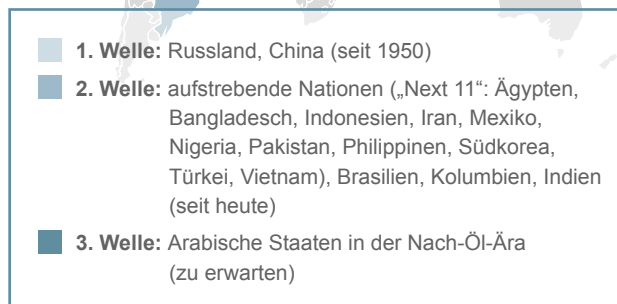 1. Welle: Russland, China (seit 1950)
2. Welle: aufstrebende Nationen („Next 11“: Ägypten,
Bangladesch, Indonesien, Iran, Mexiko,
Nigeria, Pakistan, Philippinen, Südkorea,
Türkei, Vietnam), Brasilien, Kolumbien, Indien
(seit heute)
3. Welle: Arabische Staaten in der Nach-Öl-Ära
(zu erwarten)